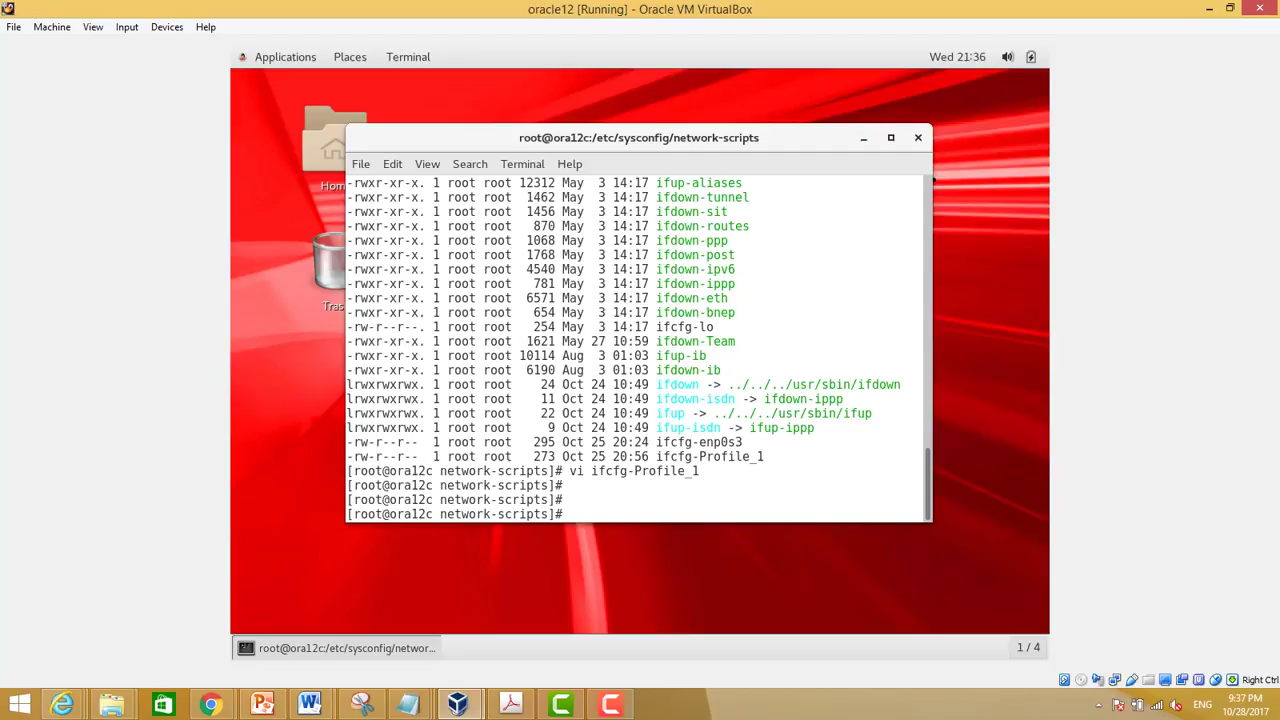 oracle12 [Running] - Oracle VM VirtualBox
File Machine View Input Devices Help
Applications Places Terminal Wed 21:36
root@ora12c:/etc/sysconfig/network-scripts
File Edit View Search Terminal Help
-rwxr-xr-x. 1 root root 12312 May  3 14:17 ifup-aliases
-rwxr-xr-x. 1 root root  1462 May  3 14:17 ifdown-tunnel
-rwxr-xr-x. 1 root root  1456 May  3 14:17 ifdown-sit
-rwxr-xr-x. 1 root root   870 May  3 14:17 ifdown-routes
-rwxr-xr-x. 1 root root  1068 May  3 14:17 ifdown-ppp
-rwxr-xr-x. 1 root root  1768 May  3 14:17 ifdown-post
-rwxr-xr-x. 1 root root  4540 May  3 14:17 ifdown-ipv6
-rwxr-xr-x. 1 root root   781 May  3 14:17 ifdown-ippp
-rwxr-xr-x. 1 root root  6571 May  3 14:17 ifdown-eth
-rwxr-xr-x. 1 root root   654 May  3 14:17 ifdown-bnep
-rw-r--r--. 1 root root   254 May  3 14:17 ifcfg-lo
-rwxr-xr-x. 1 root root  1621 May 27 10:59 ifdown-Team
-rwxr-xr-x. 1 root root 10114 Aug  3 01:03 ifup-ib
-rwxr-xr-x. 1 root root  6190 Aug  3 01:03 ifdown-ib
lrwxrwxrwx. 1 root root    24 Oct 24 10:49 ifdown -> ../../../usr/sbin/ifdown
lrwxrwxrwx. 1 root root    11 Oct 24 10:49 ifdown-isdn -> ifdown-ippp
lrwxrwxrwx. 1 root root    22 Oct 24 10:49 ifup -> ../../../usr/sbin/ifup
lrwxrwxrwx. 1 root root     9 Oct 24 10:49 ifup-isdn -> ifup-ippp
-rw-r--r--  1 root root   295 Oct 25 20:24 ifcfg-enp0s3
-rw-r--r--  1 root root   273 Oct 25 20:56 ifcfg-Profile_1
[root@ora12c network-scripts]# vi ifcfg-Profile_1
[root@ora12c network-scripts]#
[root@ora12c network-scripts]#
[root@ora12c network-scripts]#
Hom
Tras
root@ora12c:/etc/sysconfig/networ... 1 / 4
Right Ctrl
ENG
9:37 PM
10/28/2017